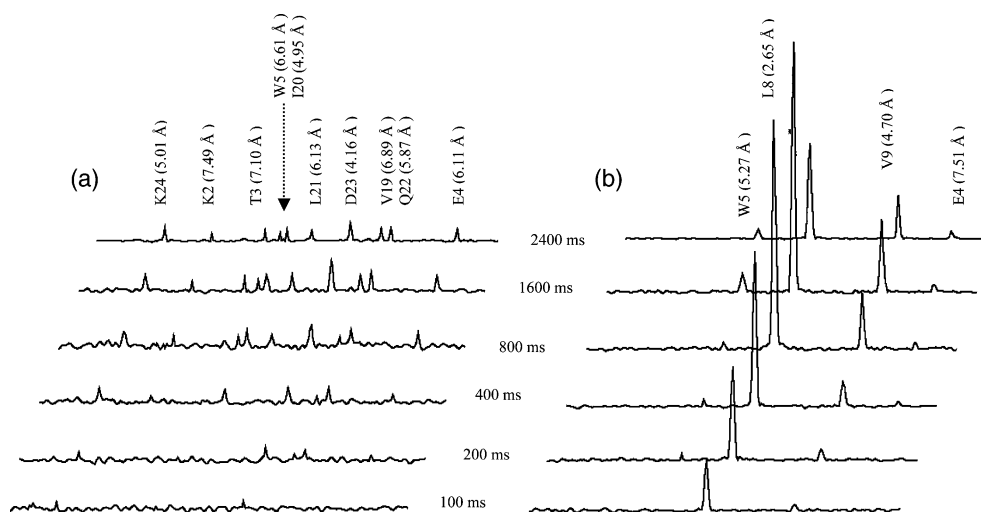 (a)
K24 (5.01 Å )
K2 (7.49 Å )
T3 (7.10 Å )
W5 (6.61 Å )
I20 (4.95 Å )
L21 (6.13 Å )
D23 (4.16 Å )
V19 (6.89 Å )
Q22 (5.87 Å )
E4 (6.11 Å )
(b)
W5 (5.27 Å )
L8 (2.65 Å )
*
V9 (4.70 Å )
E4 (7.51 Å )
2400 ms
1600 ms
800 ms
400 ms
200 ms
100 ms